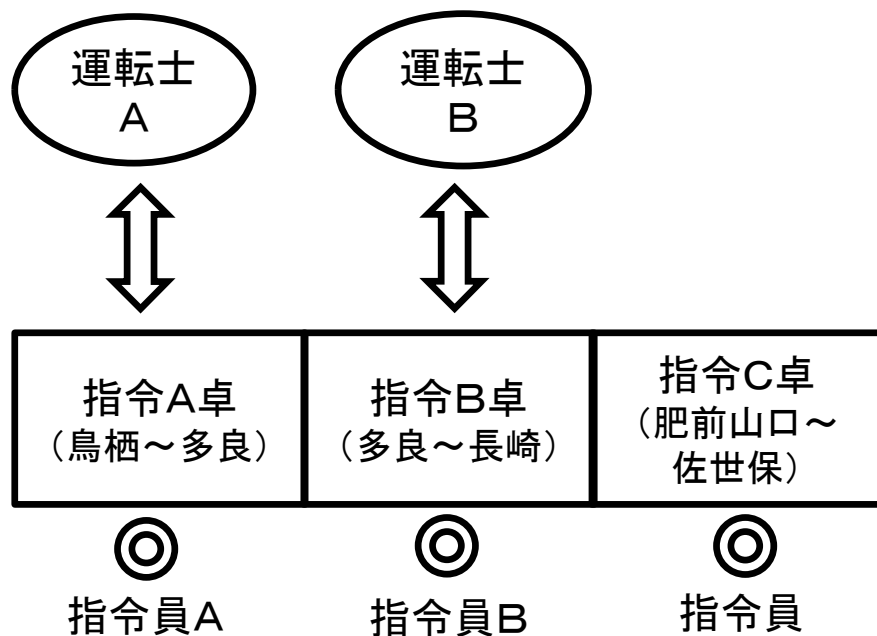 運転士
A
運転士
B
指令A卓
（鳥栖～多良）
指令B卓
（多良～長崎）
指令C卓
（肥前山口～
佐世保）
指令員A
指令員B
指令員